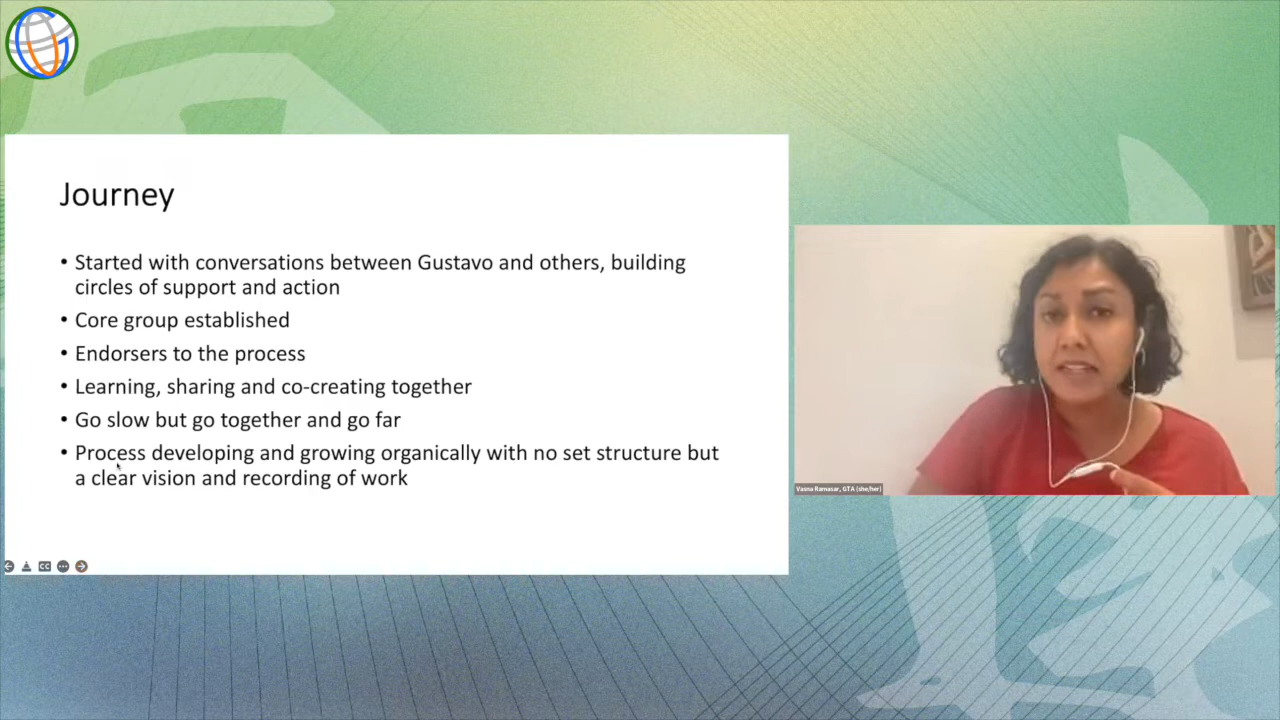 Journey
• Started with conversations between Gustavo and others, building
circles of support and action
• Core group established
• Endorsers to the process
• Learning, sharing and co-creating together
• Go slow but go together and go far
• Process developing and growing organically with no set structure but
a clear vision and recording of work
CC
Vasna Ramasar, GTA (she/her)